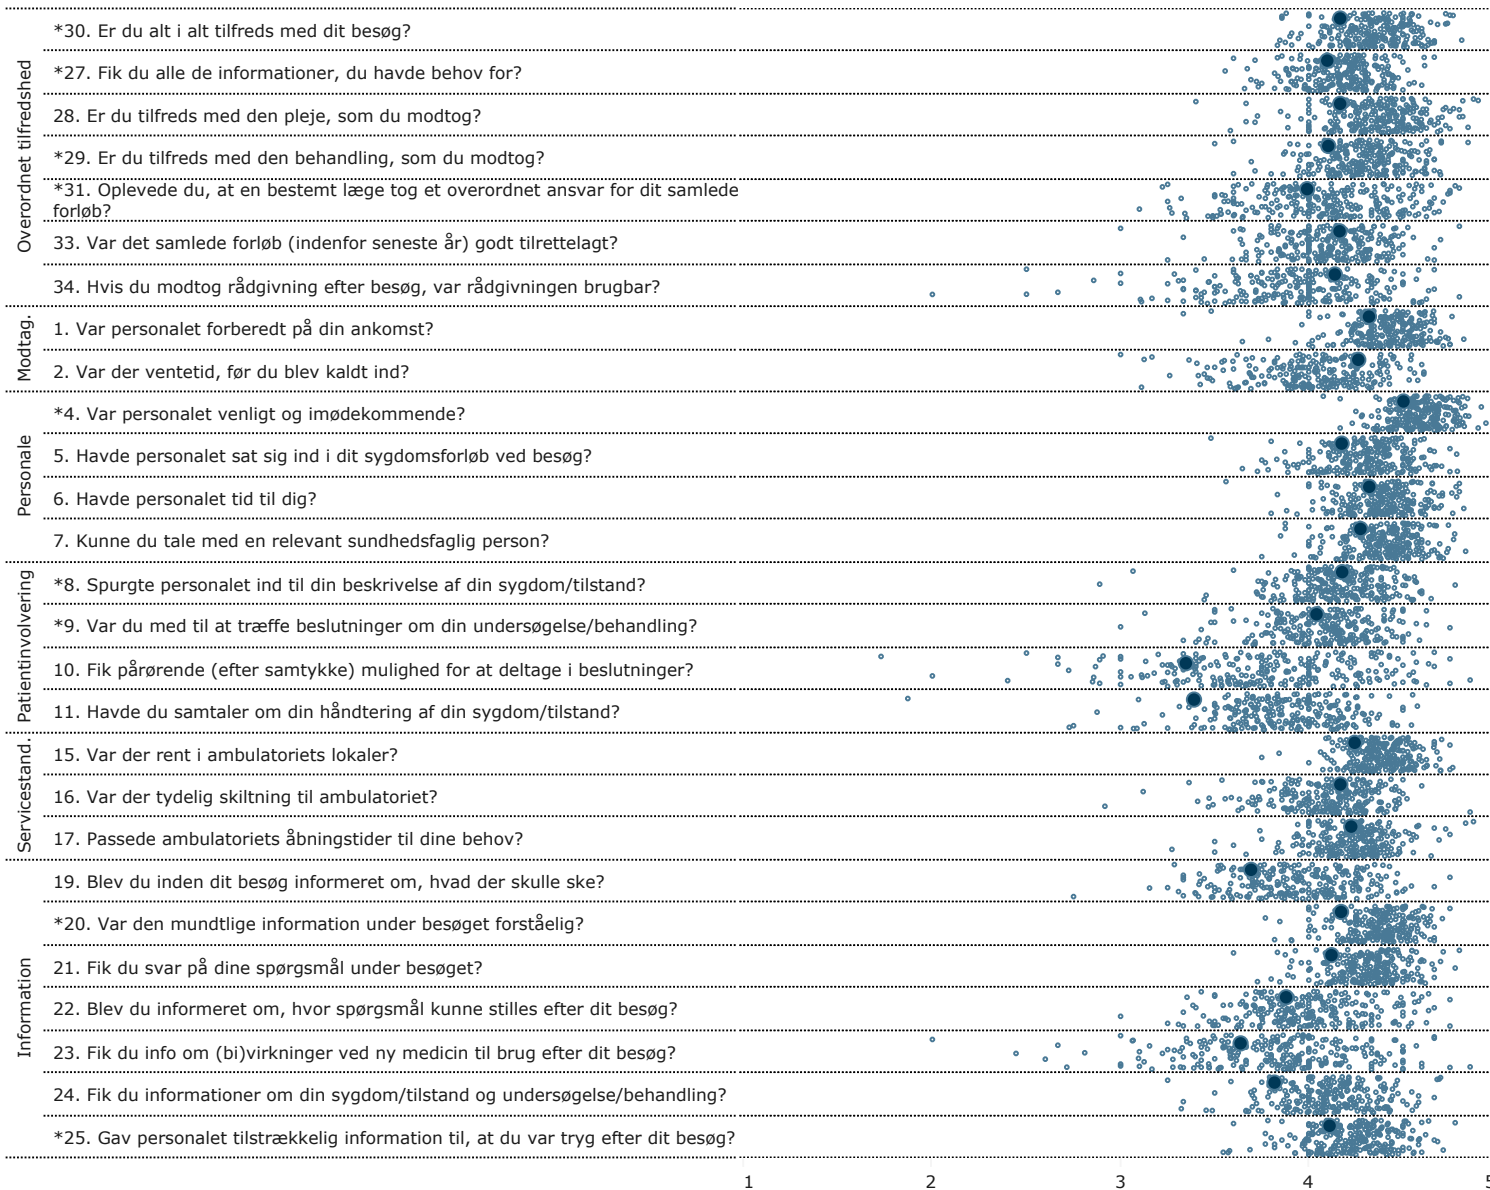 Overordnet tilfredshed
*30. Er du alt i alt tilfreds med dit besøg?
*27. Fik du alle de informationer, du havde behov for?
28. Er du tilfreds med den pleje, som du modtog?
*29. Er du tilfreds med den behandling, som du modtog?
*31. Oplevede du, at en bestemt læge tog et overordnet ansvar for dit samlede
forløb?
33. Var det samlede forløb (indenfor seneste år) godt tilrettelagt?
34. Hvis du modtog rådgivning efter besøg, var rådgivningen brugbar?
Modtag.
1. Var personalet forberedt på din ankomst?
2. Var der ventetid, før du blev kaldt ind?
Personale
*4. Var personalet venligt og imødekommende?
5. Havde personalet sat sig ind i dit sygdomsforløb ved besøg?
6. Havde personalet tid til dig?
7. Kunne du tale med en relevant sundhedsfaglig person?
Patientinvolvering
*8. Spurgte personalet ind til din beskrivelse af din sygdom/tilstand?
*9. Var du med til at træffe beslutninger om din undersøgelse/behandling?
10. Fik pårørende (efter samtykke) mulighed for at deltage i beslutninger?
11. Havde du samtaler om din håndtering af din sygdom/tilstand?
Servicestand.
15. Var der rent i ambulatoriets lokaler?
16. Var der tydelig skiltning til ambulatoriet?
17. Passede ambulatoriets åbningstider til dine behov?
Information
19. Blev du inden dit besøg informeret om, hvad der skulle ske?
*20. Var den mundtlige information under besøget forståelig?
21. Fik du svar på dine spørgsmål under besøget?
22. Blev du informeret om, hvor spørgsmål kunne stilles efter dit besøg?
23. Fik du info om (bi)virkninger ved ny medicin til brug efter dit besøg?
24. Fik du informationer om din sygdom/tilstand og undersøgelse/behandling?
*25. Gav personalet tilstrækkelig information til, at du var tryg efter dit besøg?
1 2 3 4 5